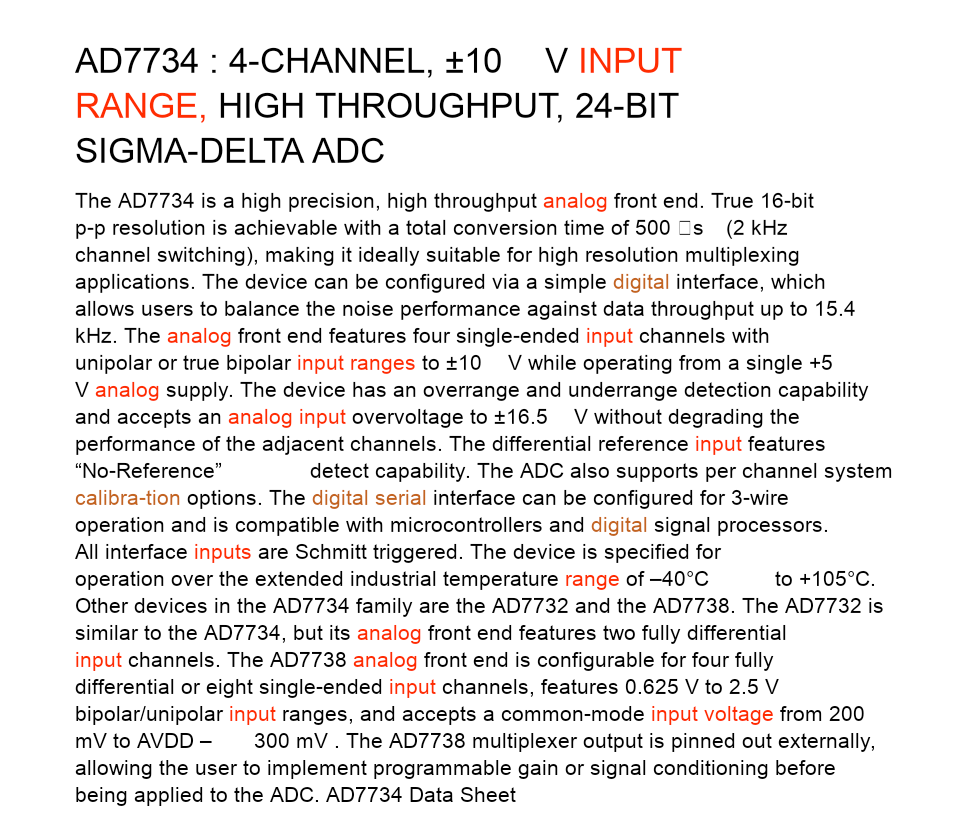 AD7734 : 4-CHANNEL, ±10 V INPUT
RANGE, HIGH THROUGHPUT, 24-BIT
SIGMA-DELTA ADC
The AD7734 is a high precision, high throughput analog front end. True 16-bit
p-p resolution is achievable with a total conversion time of 500 □s (2 kHz
channel switching), making it ideally suitable for high resolution multiplexing
applications. The device can be configured via a simple digital interface, which
allows users to balance the noise performance against data throughput up to 15.4
kHz. The analog front end features four single-ended input channels with
unipolar or true bipolar input ranges to ±10 V while operating from a single +5
V analog supply. The device has an overrange and underrange detection capability
and accepts an analog input overvoltage to ±16.5 V without degrading the
performance of the adjacent channels. The differential reference input features
“No-Reference” detect capability. The ADC also supports per channel system
calibra-tion options. The digital serial interface can be configured for 3-wire
operation and is compatible with microcontrollers and digital signal processors.
All interface inputs are Schmitt triggered. The device is specified for
operation over the extended industrial temperature range of –40°C to +105°C.
Other devices in the AD7734 family are the AD7732 and the AD7738. The AD7732 is
similar to the AD7734, but its analog front end features two fully differential
input channels. The AD7738 analog front end is configurable for four fully
differential or eight single-ended input channels, features 0.625 V to 2.5 V
bipolar/unipolar input ranges, and accepts a common-mode input voltage from 200
mV to AVDD – 300 mV . The AD7738 multiplexer output is pinned out externally,
allowing the user to implement programmable gain or signal conditioning before
being applied to the ADC. AD7734 Data Sheet